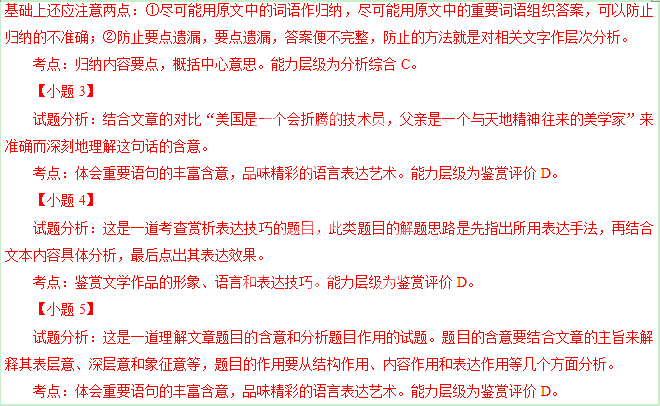 基础上还应注意两点：①尽可能用原文中的词语作归纳，尽可能用原文中的重要词语组织答案，可以防止
归纳的不准确；②防止要点遗漏，要点遗漏，答案便不完整，防止的方法就是对相关文字作层次分析。
考点：归纳内容要点，概括中心意思。能力层级为分析综合 C。
【小题 3】
试题分析：结合文章的对比“美国是一个会折腾的技术员，父亲是一个与天地精神往来的美学家”来
准确而深刻地理解这句话的含意。
考点：体会重要语句的丰富含意，品味精彩的语言表达艺术。能力层级为鉴赏评价 D。
【小题 4】
试题分析：这是一道考查赏析表达技巧的题目，此类题目的解题思路是先指出所用表达手法，再结合
文本内容具体分析，最后点出其表达效果。
考点：鉴赏文学作品的形象、语言和表达技巧。能力层级为鉴赏评价 D。
【小题 5】
试题分析：这是一道理解文章题目的含意和分析题目作用的试题。题目的含意要结合文章的主旨来解
释其表层意、深层意和象征意等，题目的作用要从结构作用、内容作用和表达作用等几个方面分析。
考点：体会重要语句的丰富含意，品味精彩的语言表达艺术。能力层级为鉴赏评价 D。